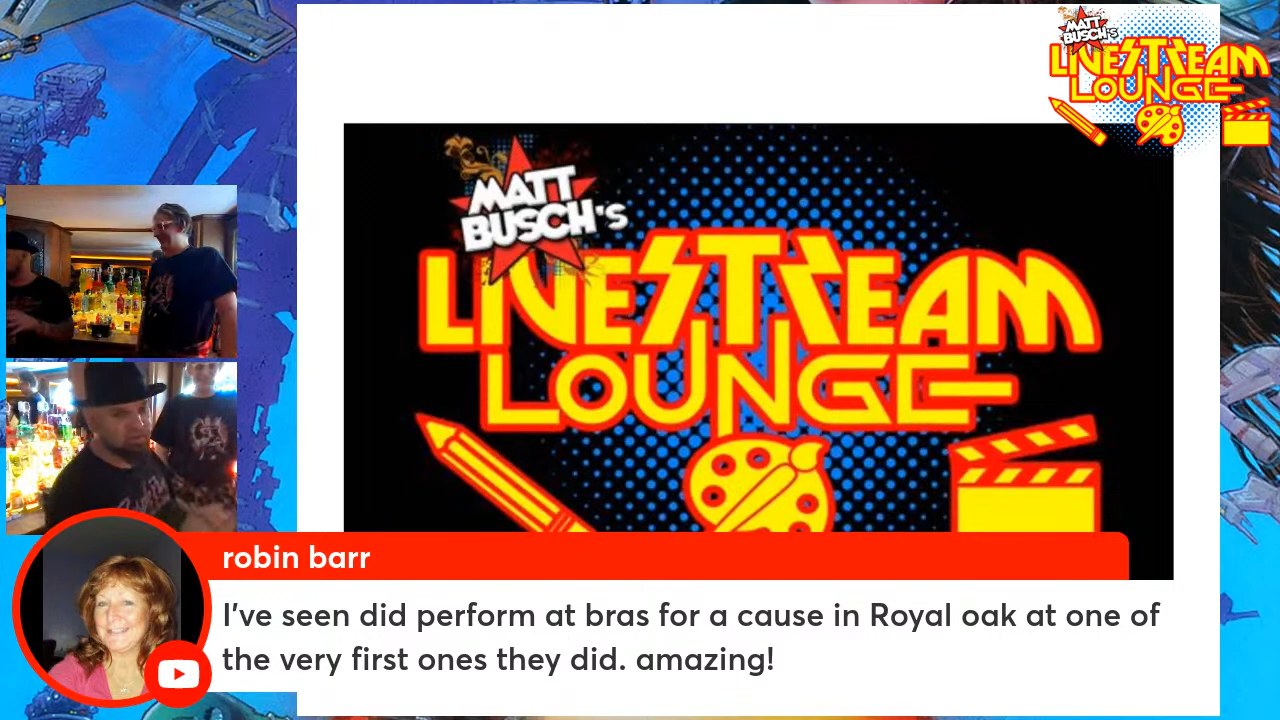 MATT
BUSCH'S
LIVESTREAM
LOUNGE
MATT
BUSCH'S
LIVESTREAM
LOUNGE
robin barr
I've seen did perform at bras for a cause in Royal oak at one of
the very first ones they did. amazing!